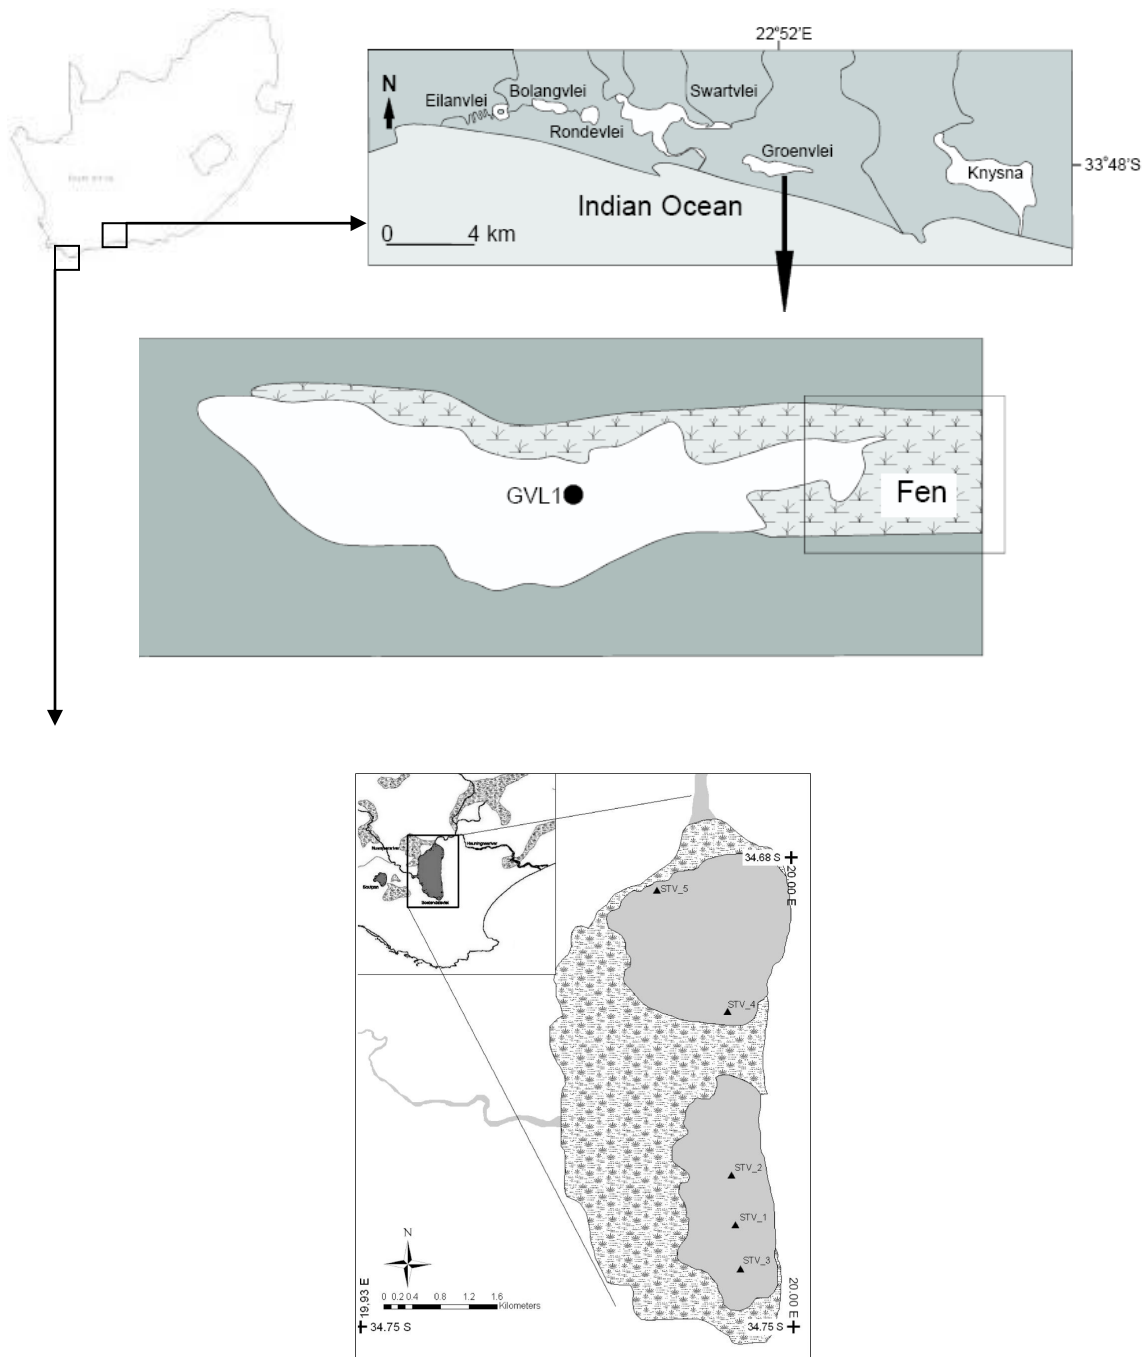 22°52'E
N
Eilanvlei
Bolangvlei
Swartvlei
Rondevlei
Groenvlei
33°48'S
Knysna
Indian Ocean
0 4 km
GVL1
Fen
34.68 S
20.00 E
STV_5
STV_4
STV_2
STV_1
STV_3
N
0 0.2 0.4 0.8 1.2 1.6
Kilometers
19.93 E
34.75 S
20.00 E
34.75 S
Soutpan